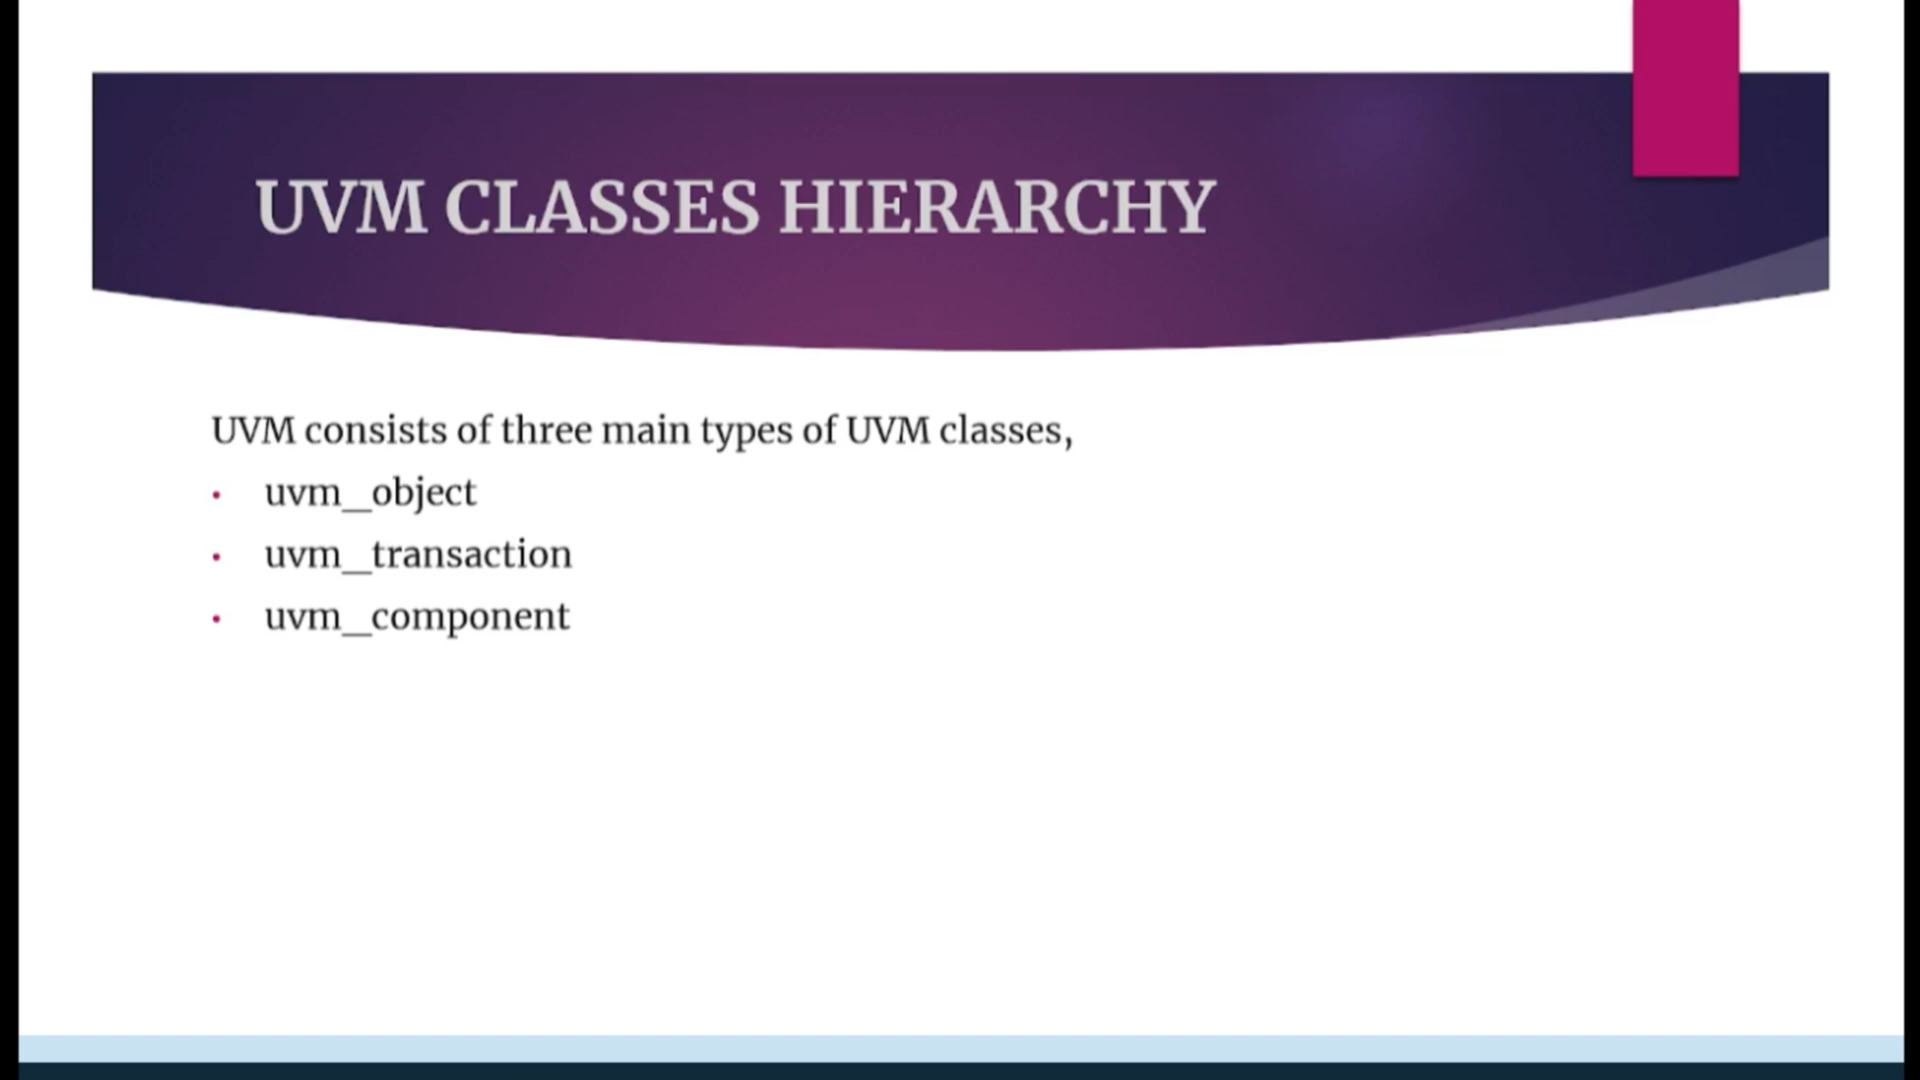 UVM CLASSES HIERARCHY
UVM consists of three main types of UVM classes,
• uvm_object
• uvm_transaction
• uvm_component